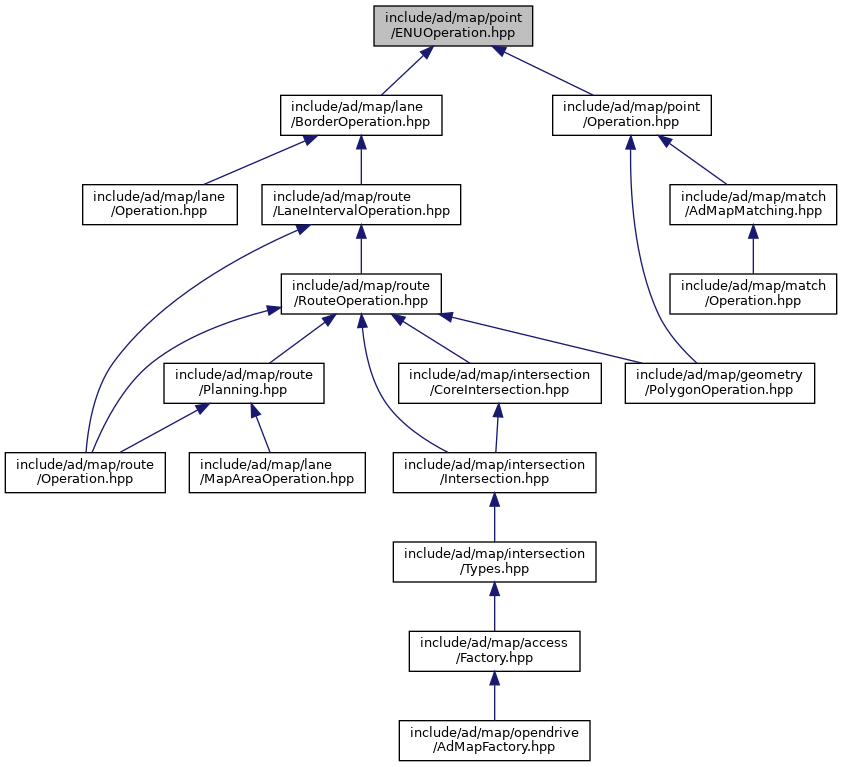 include/ad/map/point
/ENUOperation.hpp
include/ad/map/lane
/BorderOperation.hpp
include/ad/map/point
/Operation.hpp
include/ad/map/lane
/Operation.hpp
include/ad/map/route
/LaneIntervalOperation.hpp
include/ad/map/match
/AdMapMatching.hpp
include/ad/map/route
/RouteOperation.hpp
include/ad/map/match
/Operation.hpp
include/ad/map/route
/Planning.hpp
include/ad/map/intersection
/CoreIntersection.hpp
include/ad/map/geometry
/PolygonOperation.hpp
include/ad/map/route
/Operation.hpp
include/ad/map/lane
/MapAreaOperation.hpp
include/ad/map/intersection
/Intersection.hpp
include/ad/map/intersection
/Types.hpp
include/ad/map/access
/Factory.hpp
include/ad/map/opendrive
/AdMapFactory.hpp